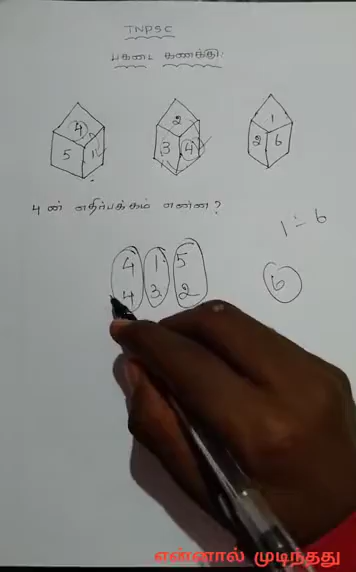 TNPSC
பகடை கணக்கு:
4 2 1
5 1 3 4 2 6
4 ன் எதிர்பக்கம் என்ன?
1 - 6
4 1 5
4 3 2
6
என்னால் முடிந்தது